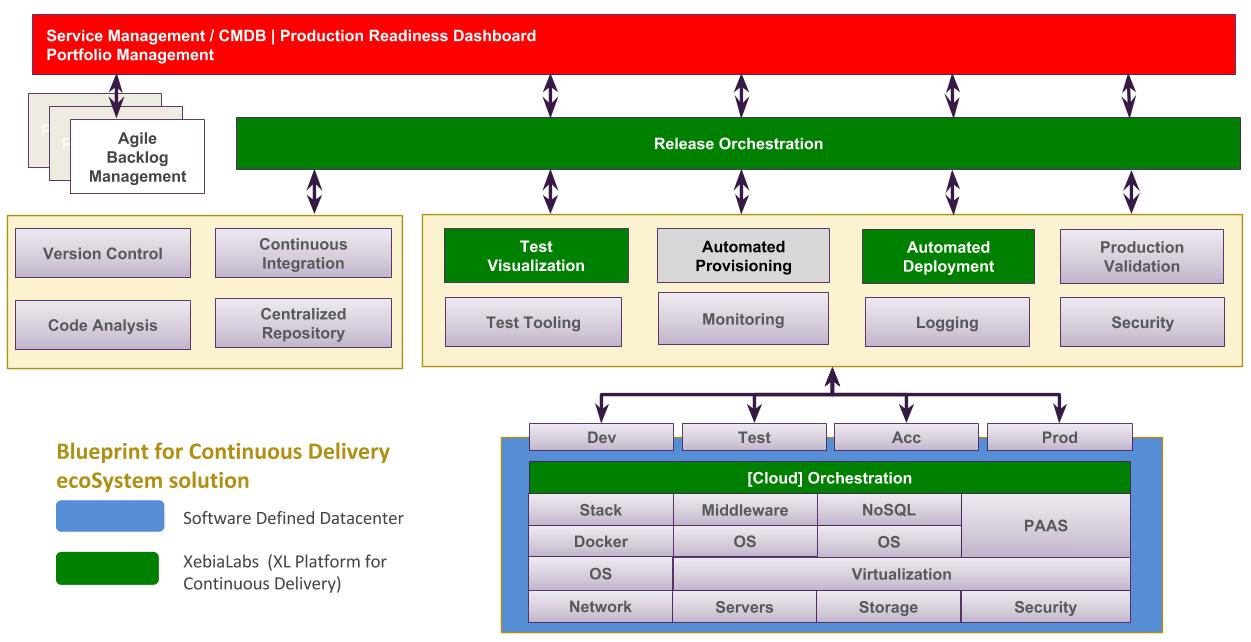 Service Management / CMDB | Production Readiness Dashboard
Portfolio Management
Agile
Backlog
Management
Release Orchestration
Version Control
Continuous
Integration
Code Analysis
Centralized
Repository
Test
Visualization
Automated
Provisioning
Automated
Deployment
Production
Validation
Test Tooling
Monitoring
Logging
Security
Dev
Test
Acc
Prod
[Cloud] Orchestration
Stack
Middleware
NoSQL
PAAS
Docker
OS
OS
OS
Virtualization
Network
Servers
Storage
Security
Blueprint for Continuous Delivery
ecoSystem solution
Software Defined Datacenter
XebiaLabs (XL Platform for
Continuous Delivery)